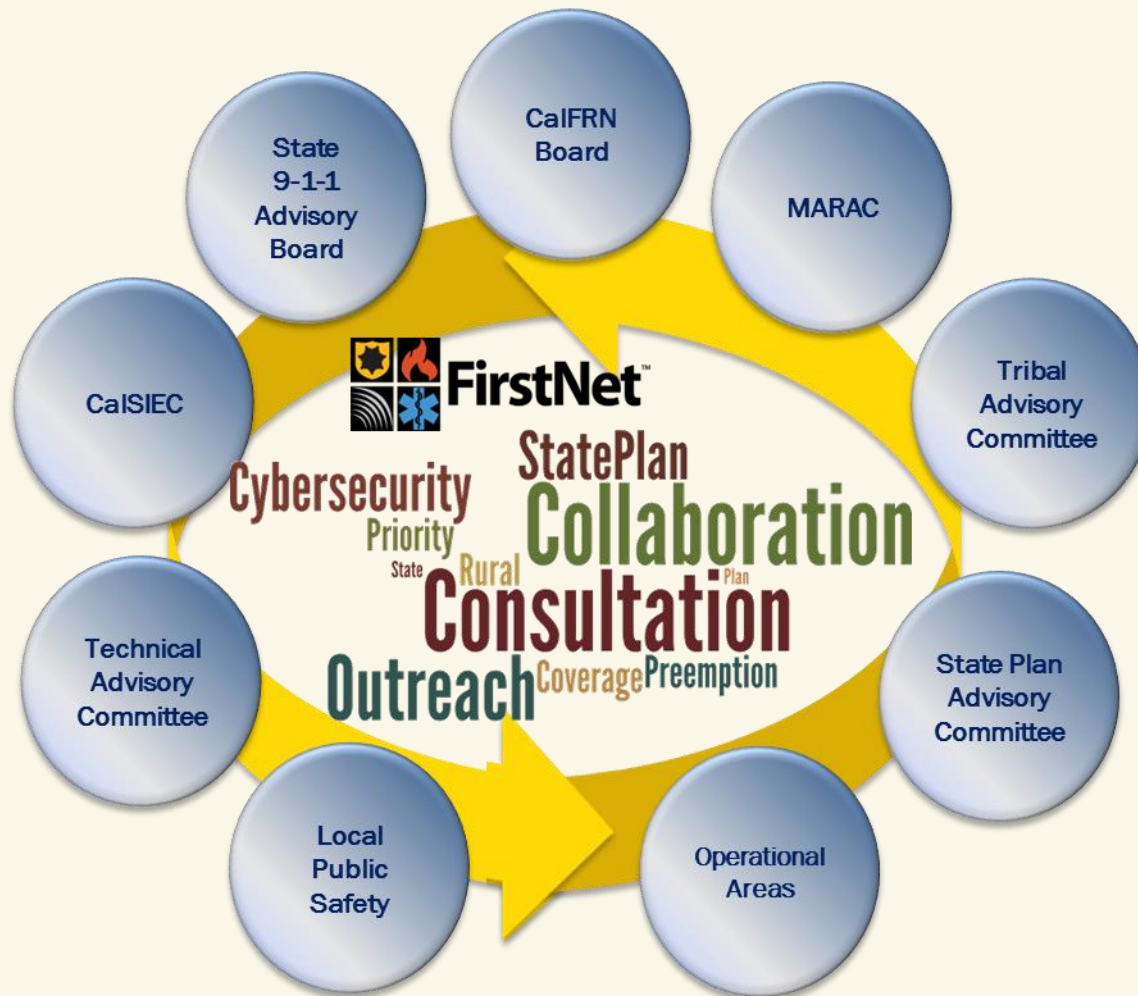 CalFRN
Board
State
9-1-1
Advisory
Board
MARAC
CalSIEC
Tribal
Advisory
Committee
FirstNet™
StatePlan
Cybersecurity
Collaboration
Priority
State
Rural
Plan
Consultation
Outreach
Coverage
Preemption
Technical
Advisory
Committee
State Plan
Advisory
Committee
Local
Public
Safety
Operational
Areas